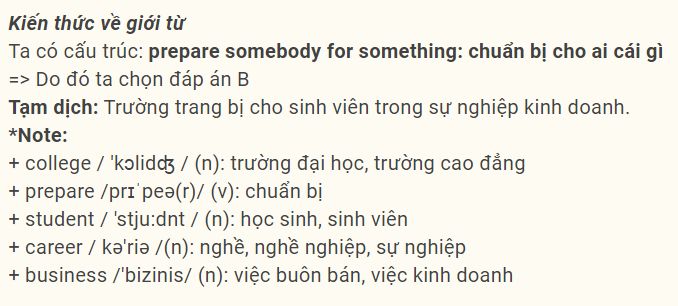 Kiến thức về giới từ
Ta có cấu trúc: prepare somebody for something: chuẩn bị cho ai cái gì
=> Do đó ta chọn đáp án B
Tạm dịch: Trường trang bị cho sinh viên trong sự nghiệp kinh doanh.
*Note:
+ college / 'kɔlidʤ / (n): trường đại học, trường cao đẳng
+ prepare /prɪˈpeə(r)/ (v): chuẩn bị
+ student / 'stju:dnt / (n): học sinh, sinh viên
+ career / kə'riə /(n): nghề, nghề nghiệp, sự nghiệp
+ business /'bizinis/ (n): việc buôn bán, việc kinh doanh